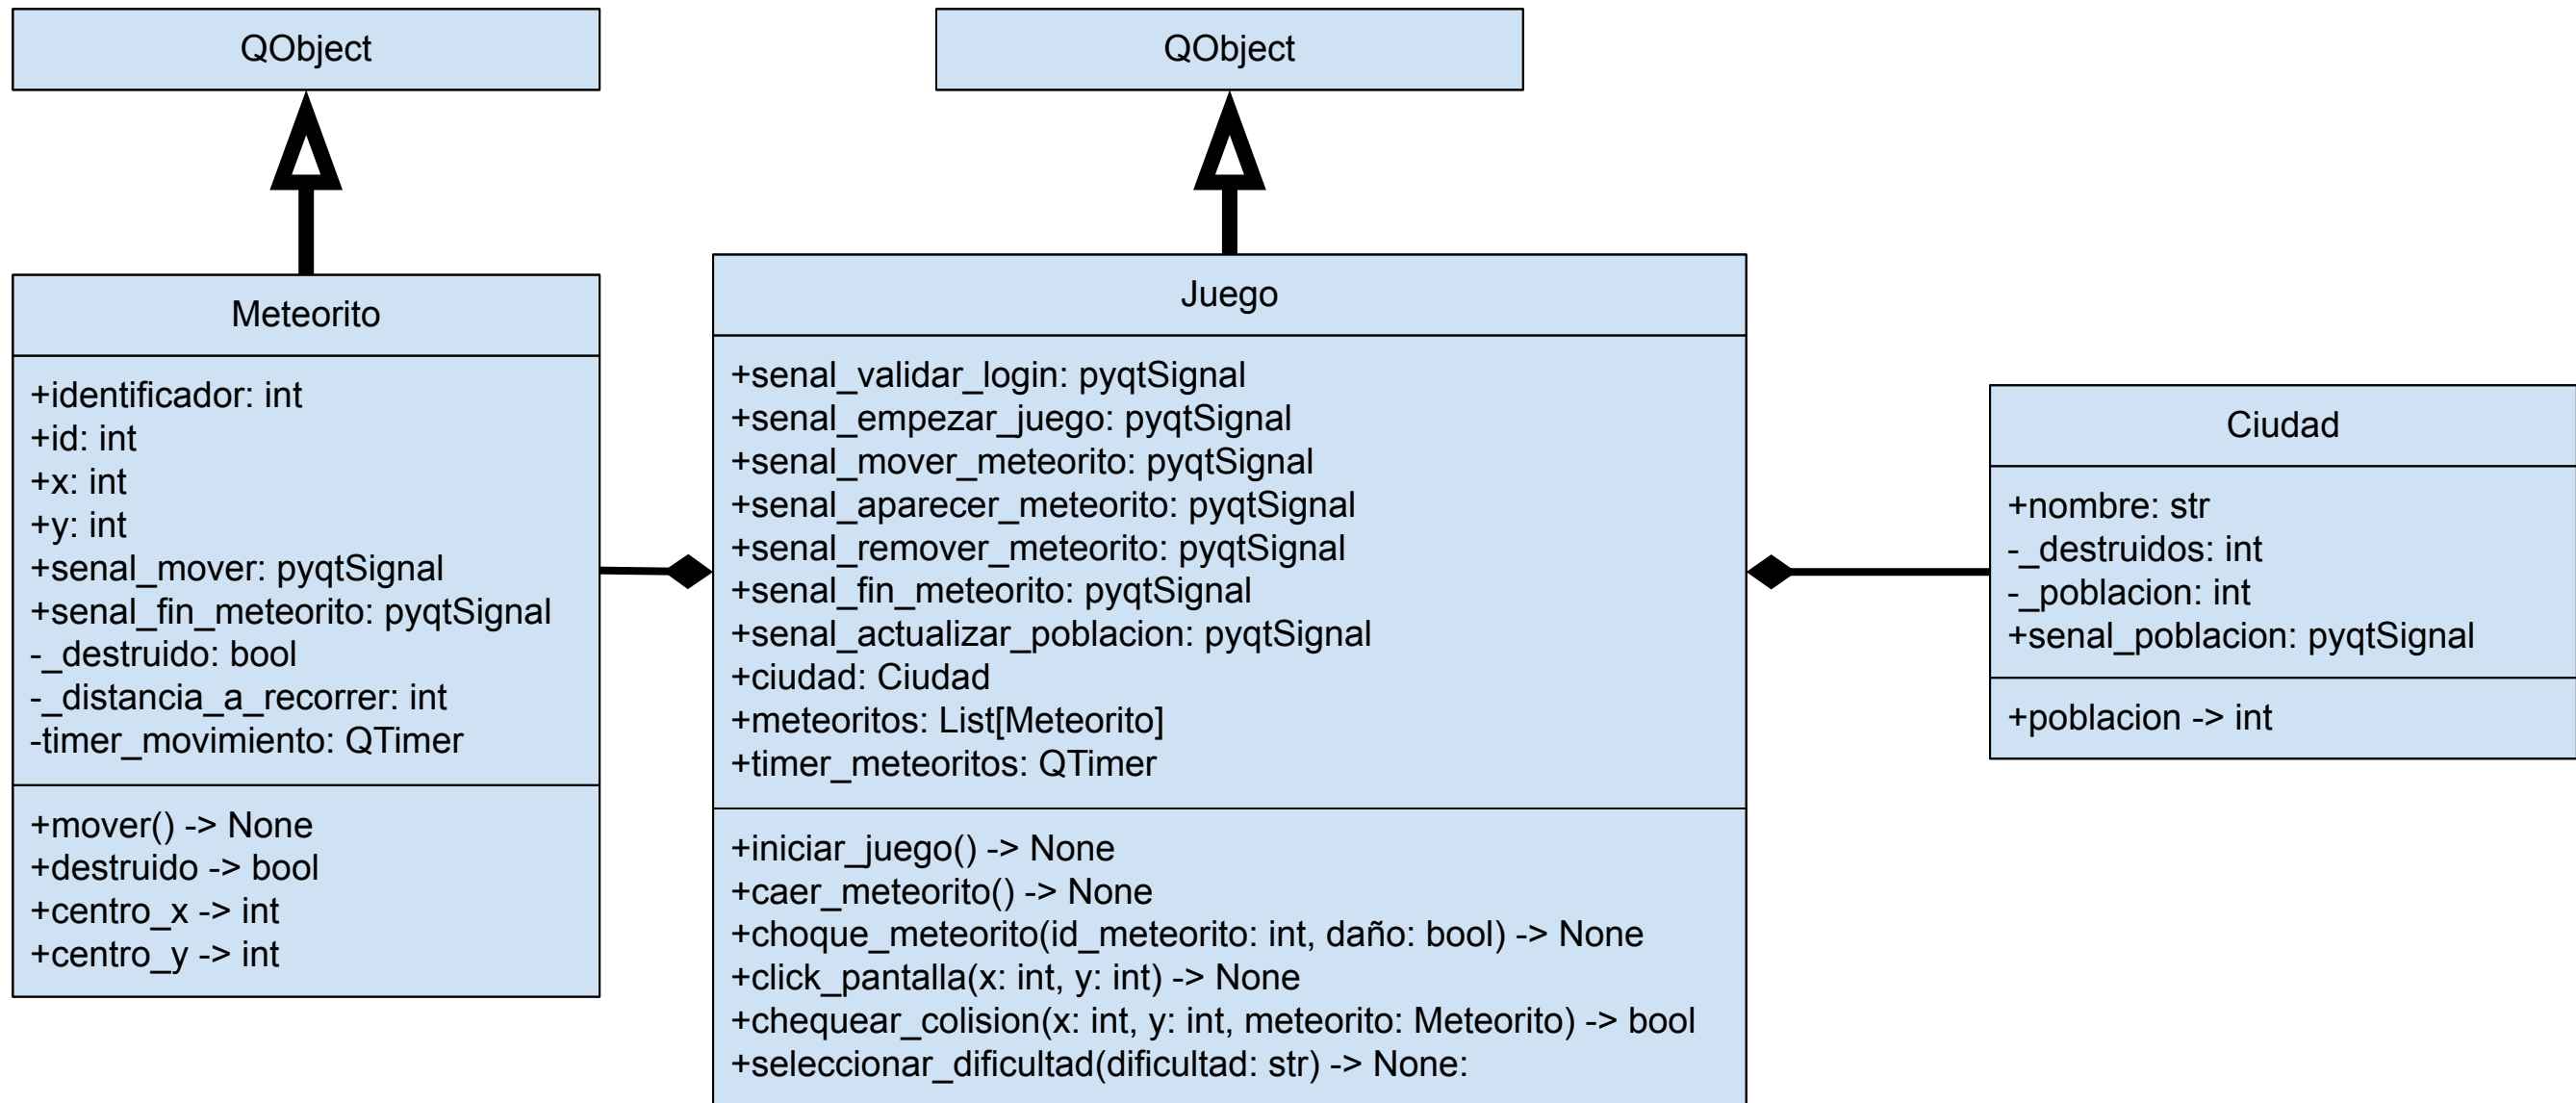 QObject
QObject
Meteorito
+identificador: int
+id: int
+x: int
+y: int
+senal_mover: pyqtSignal
+senal_fin_meteorito: pyqtSignal
-_destruido: bool
-_distancia_a_recorrer: int
-timer_movimiento: QTimer
+mover() -> None
+destruido -> bool
+centro_x -> int
+centro_y -> int
Juego
+senal_validar_login: pyqtSignal
+senal_empezar_juego: pyqtSignal
+senal_mover_meteorito: pyqtSignal
+senal_aparecer_meteorito: pyqtSignal
+senal_remover_meteorito: pyqtSignal
+senal_fin_meteorito: pyqtSignal
+senal_actualizar_poblacion: pyqtSignal
+ciudad: Ciudad
+meteoritos: List[Meteorito]
+timer_meteoritos: QTimer
+iniciar_juego() -> None
+caer_meteorito() -> None
+choque_meteorito(id_meteorito: int, daño: bool) -> None
+click_pantalla(x: int, y: int) -> None
+chequear_colision(x: int, y: int, meteorito: Meteorito) -> bool
+seleccionar_dificultad(dificultad: str) -> None:
Ciudad
+nombre: str
-_destruidos: int
-_poblacion: int
+senal_poblacion: pyqtSignal
+poblacion -> int